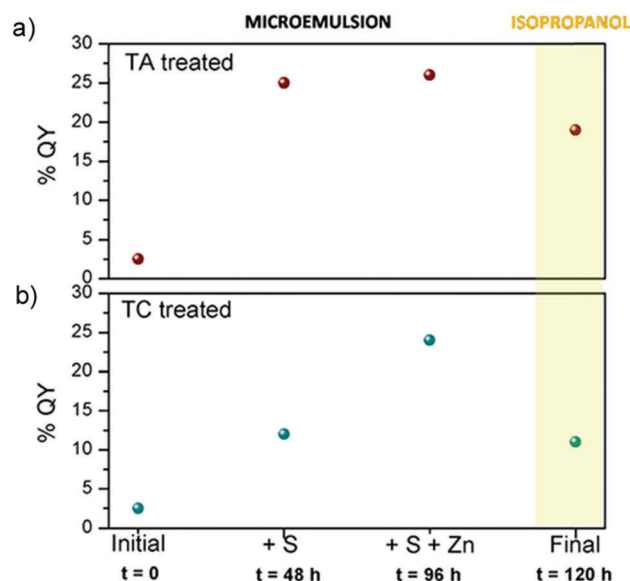 a)
MICROEMULSION
ISOPROPANOL
TA treated
% QY
30
25
20
15
10
5
0
b)
TC treated
% QY
30
25
20
15
10
5
0
Initial
+ S
+ S + Zn
Final
t = 0
t = 48 h
t = 96 h
t = 120 h